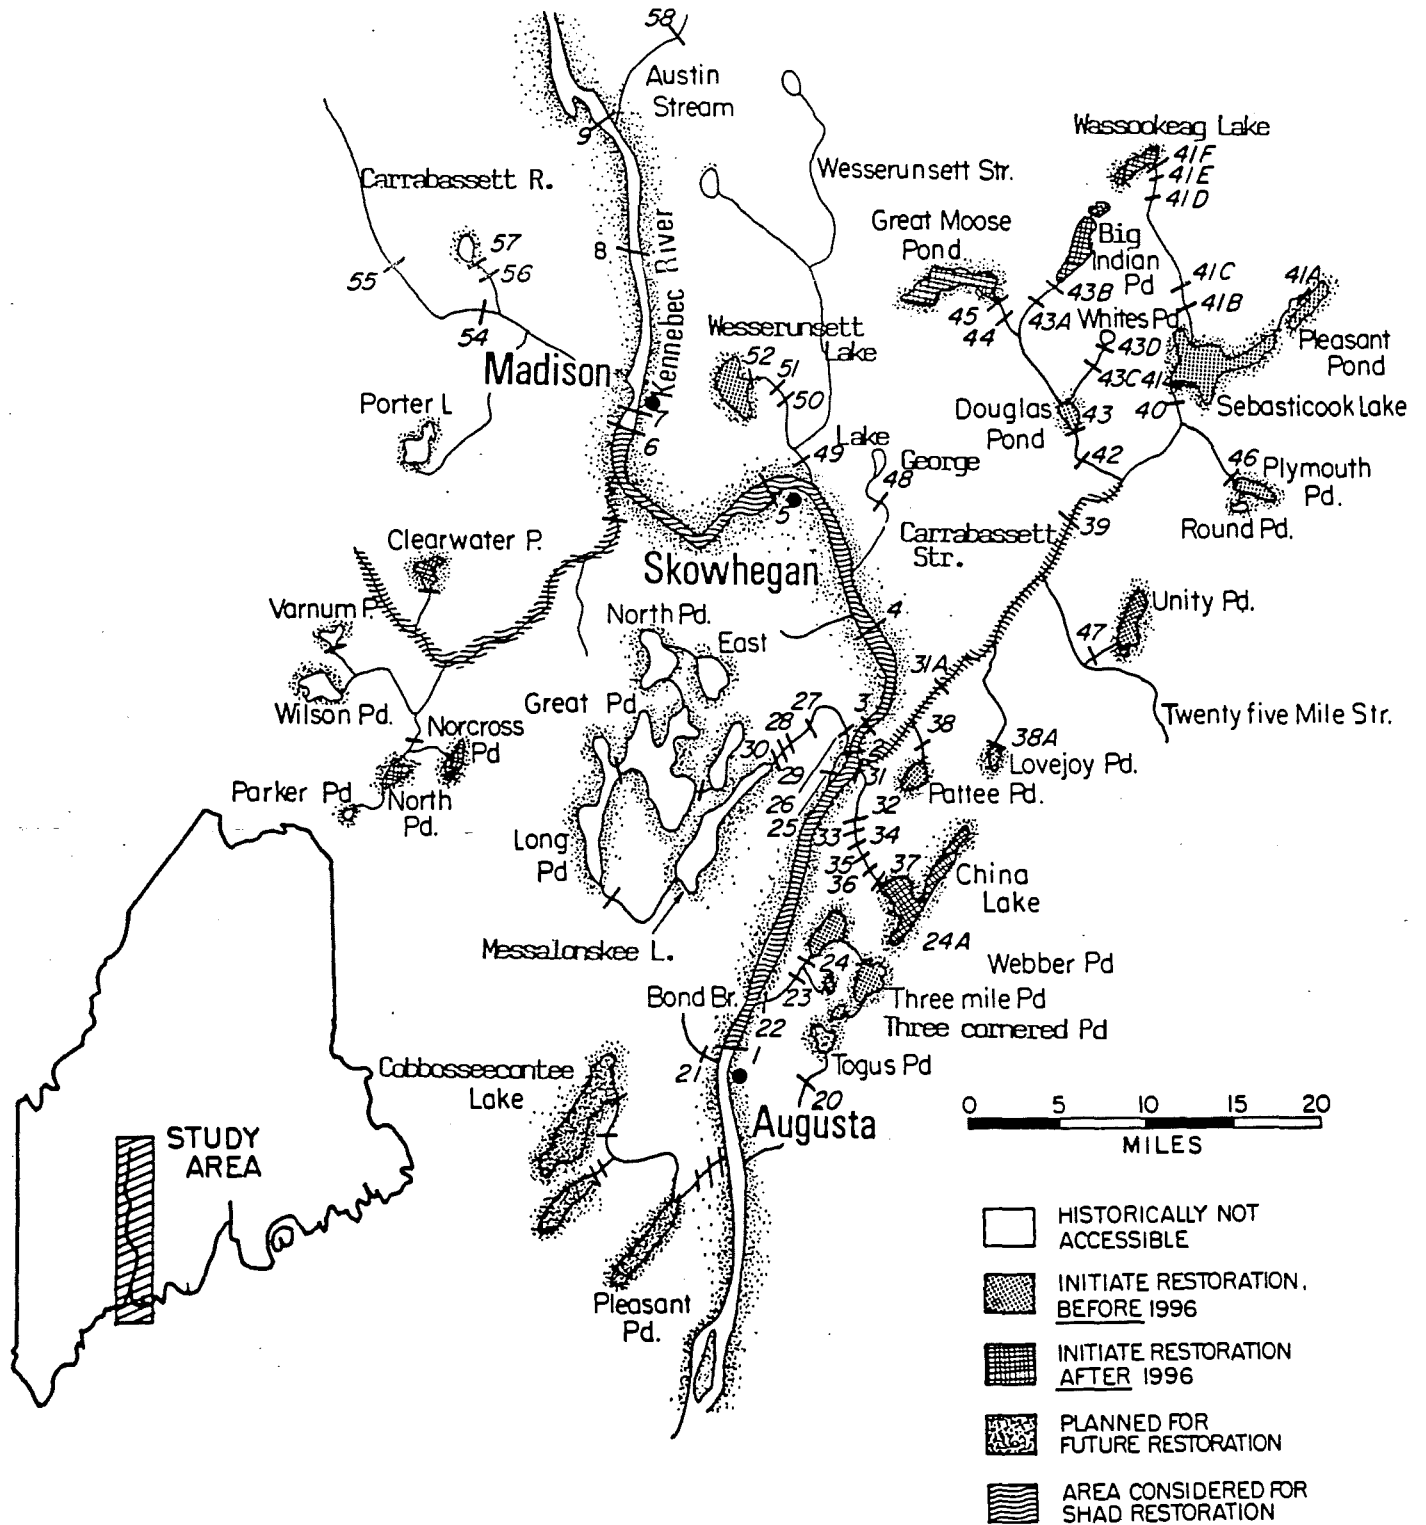 58
Austin
Stream
9
Wassookeag Lake
41F
41E
41D
Carrabassett R.
Wesserunsett Str.
Great Moose
Pond
Big
Indian
Pd
57
56
55
54
8
Kennebec River
41C
41B
41A
43B
43A
45
44
Whites Pd
43D
43C
41
40
Pleasant
Pond
Sebasticook Lake
Wesserunsett
Lake
52
51
50
Madison
7
6
Porter L
Douglas
Pond
43
42
49
Lake
George
48
46
Plymouth
Pd.
Round Pd.
5
39
Carrabassett
Str.
Clearwater P.
Skowhegan
Varnum P.
North Pd.
East
4
Unity Pd.
47
31A
Wilson Pd.
Great Pd
Norcross
Pd
27
28
30
29
3
2
31
26
25
38
38A
Lovejoy Pd.
Twenty five Mile Str.
Pattee Pd.
Parker Pd
North
Pd.
Long
Pd
32
33
34
35
36
37
China
Lake
24A
Messalonskee L.
24
Webber Pd
23
Three mile Pd
Three cornered Pd
Bond Br.
22
21
Togus Pd
20
Cobbosseecontee
Lake
1
Augusta
0 5 10 15 20
MILES
STUDY
AREA
Pleasant
Pd.
HISTORICALLY NOT
ACCESSIBLE
INITIATE RESTORATION.
BEFORE 1996
INITIATE RESTORATION
AFTER 1996
PLANNED FOR
FUTURE RESTORATION
AREA CONSIDERED FOR
SHAD RESTORATION